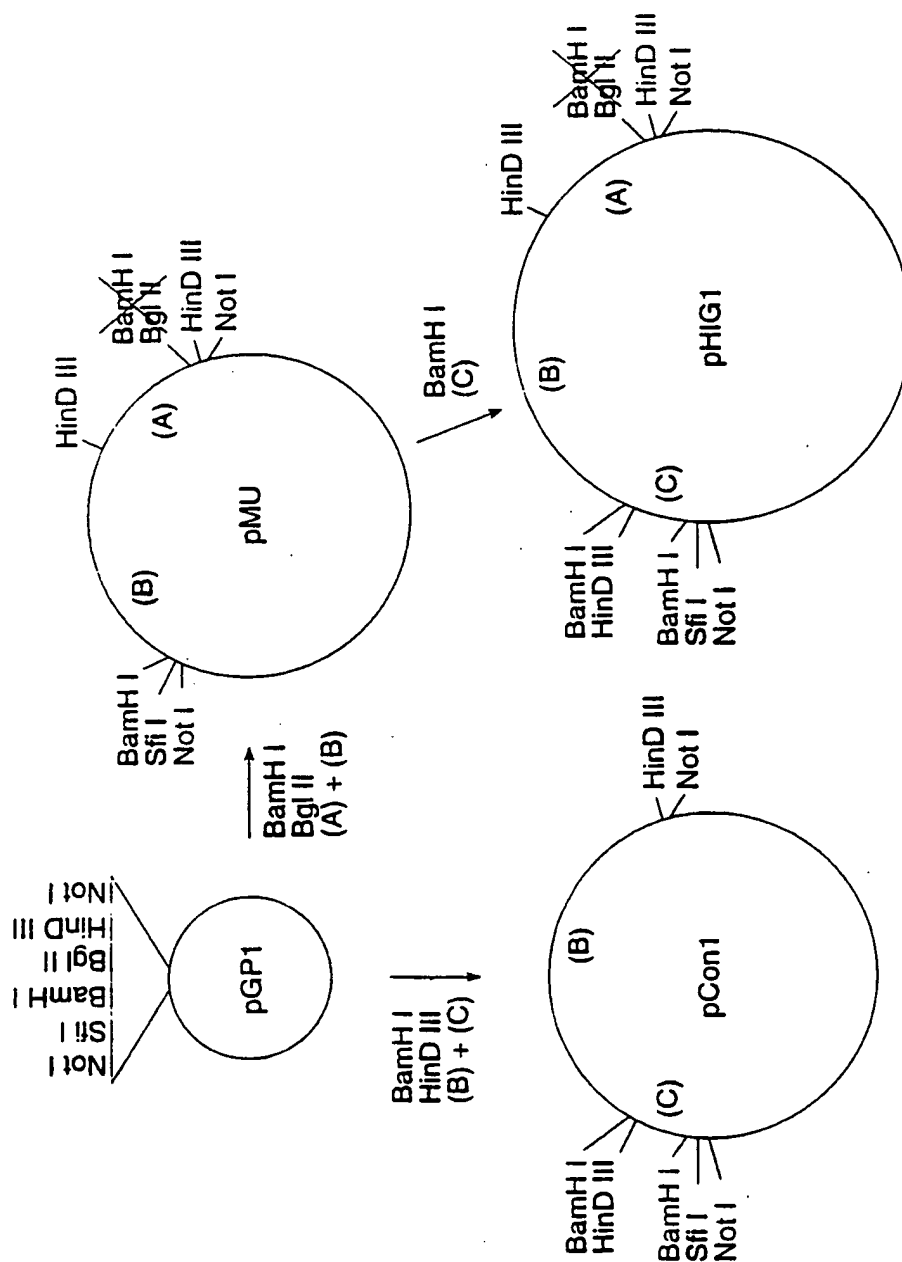 Not I
Sfi I
BamH I
Bgl II
HinD III
Not I
pGP1
BamH I
Bgl II
(A) + (B)
BamH I
Sfi I
Not I
(B)
HinD III
(A)
BamH I
Bgl II
HinD III
Not I
pMU
BamH I
HinD III
(B) + (C)
BamH I
(C)
BamH I
HinD III
(C)
BamH I
Sfi I
Not I
(B)
HinD III
Not I
pCon1
BamH I
HinD III
(C)
BamH I
Sfi I
Not I
(B)
HinD III
(A)
BamH I
Bgl II
HinD III
Not I
pHIG1